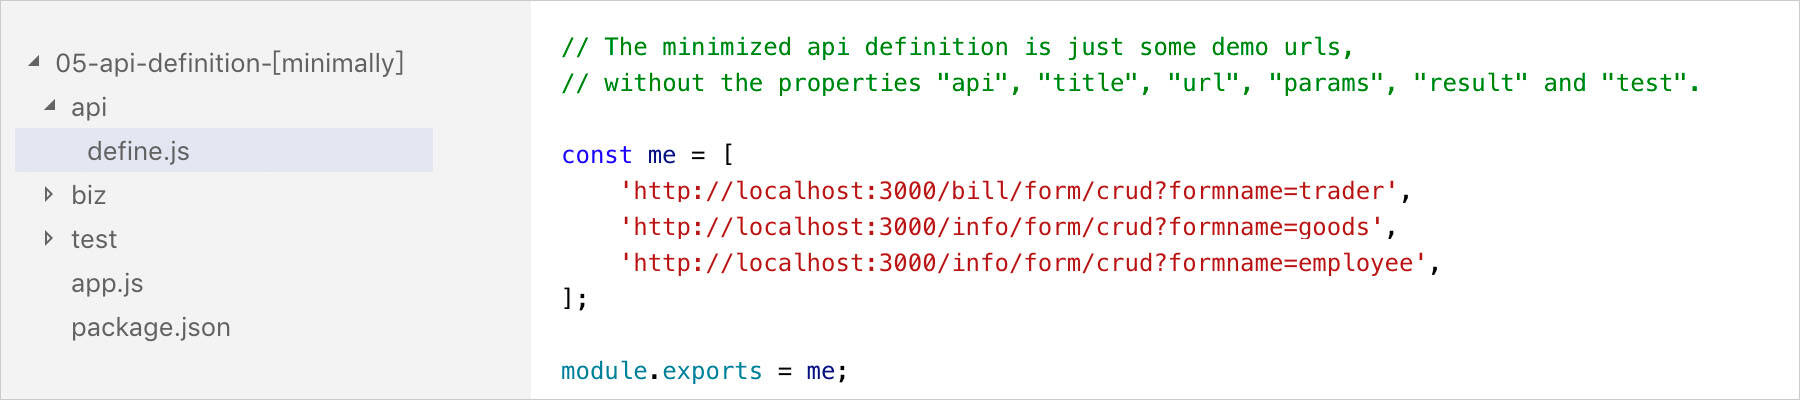 05-api-definition-[minimally]
api
define.js
biz
test
app.js
package.json
// The minimized api definition is just some demo urls,
// without the properties "api", "title", "url", "params", "result" and "test".
const me = [
'http://localhost:3000/bill/form/crud?formname=trader',
'http://localhost:3000/info/form/crud?formname=goods',
'http://localhost:3000/info/form/crud?formname=employee',
];
module.exports = me;